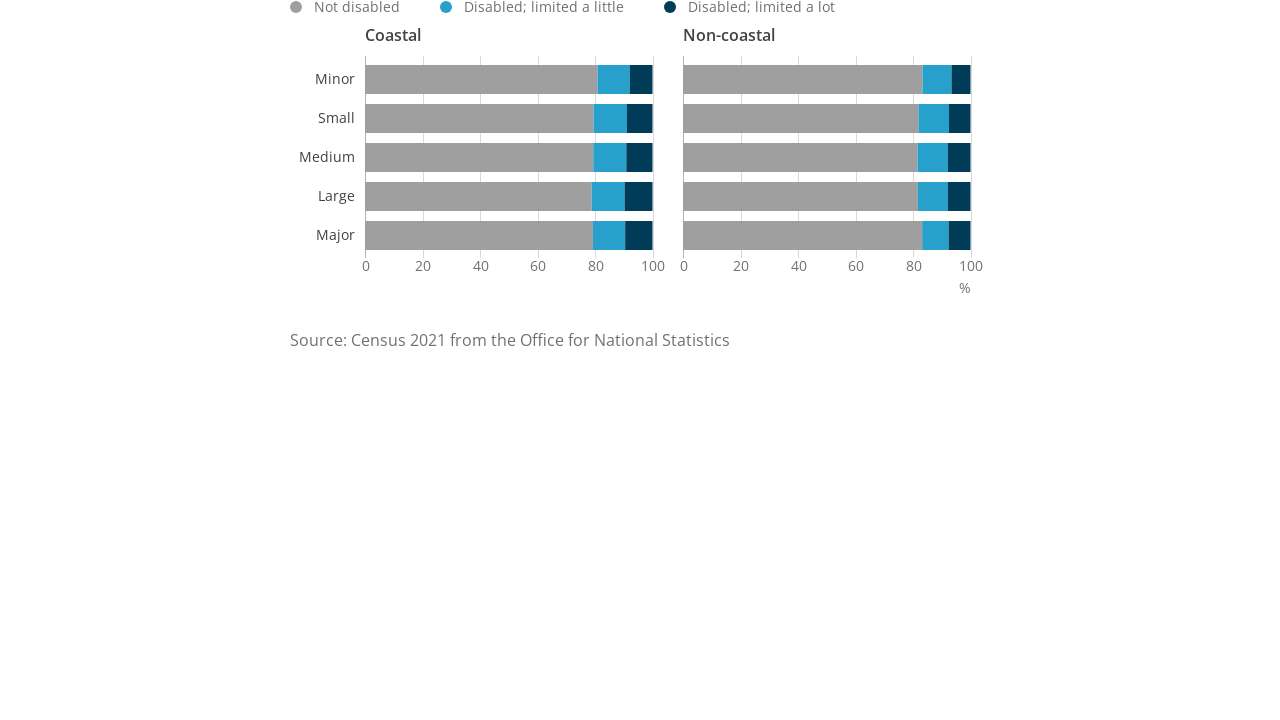 Not disabled Disabled; limited a little Disabled; limited a lot
Coastal Non-coastal
Minor
Small
Medium
Large
Major
0 20 40 60 80 100 0 20 40 60 80 100
%
Source: Census 2021 from the Office for National Statistics